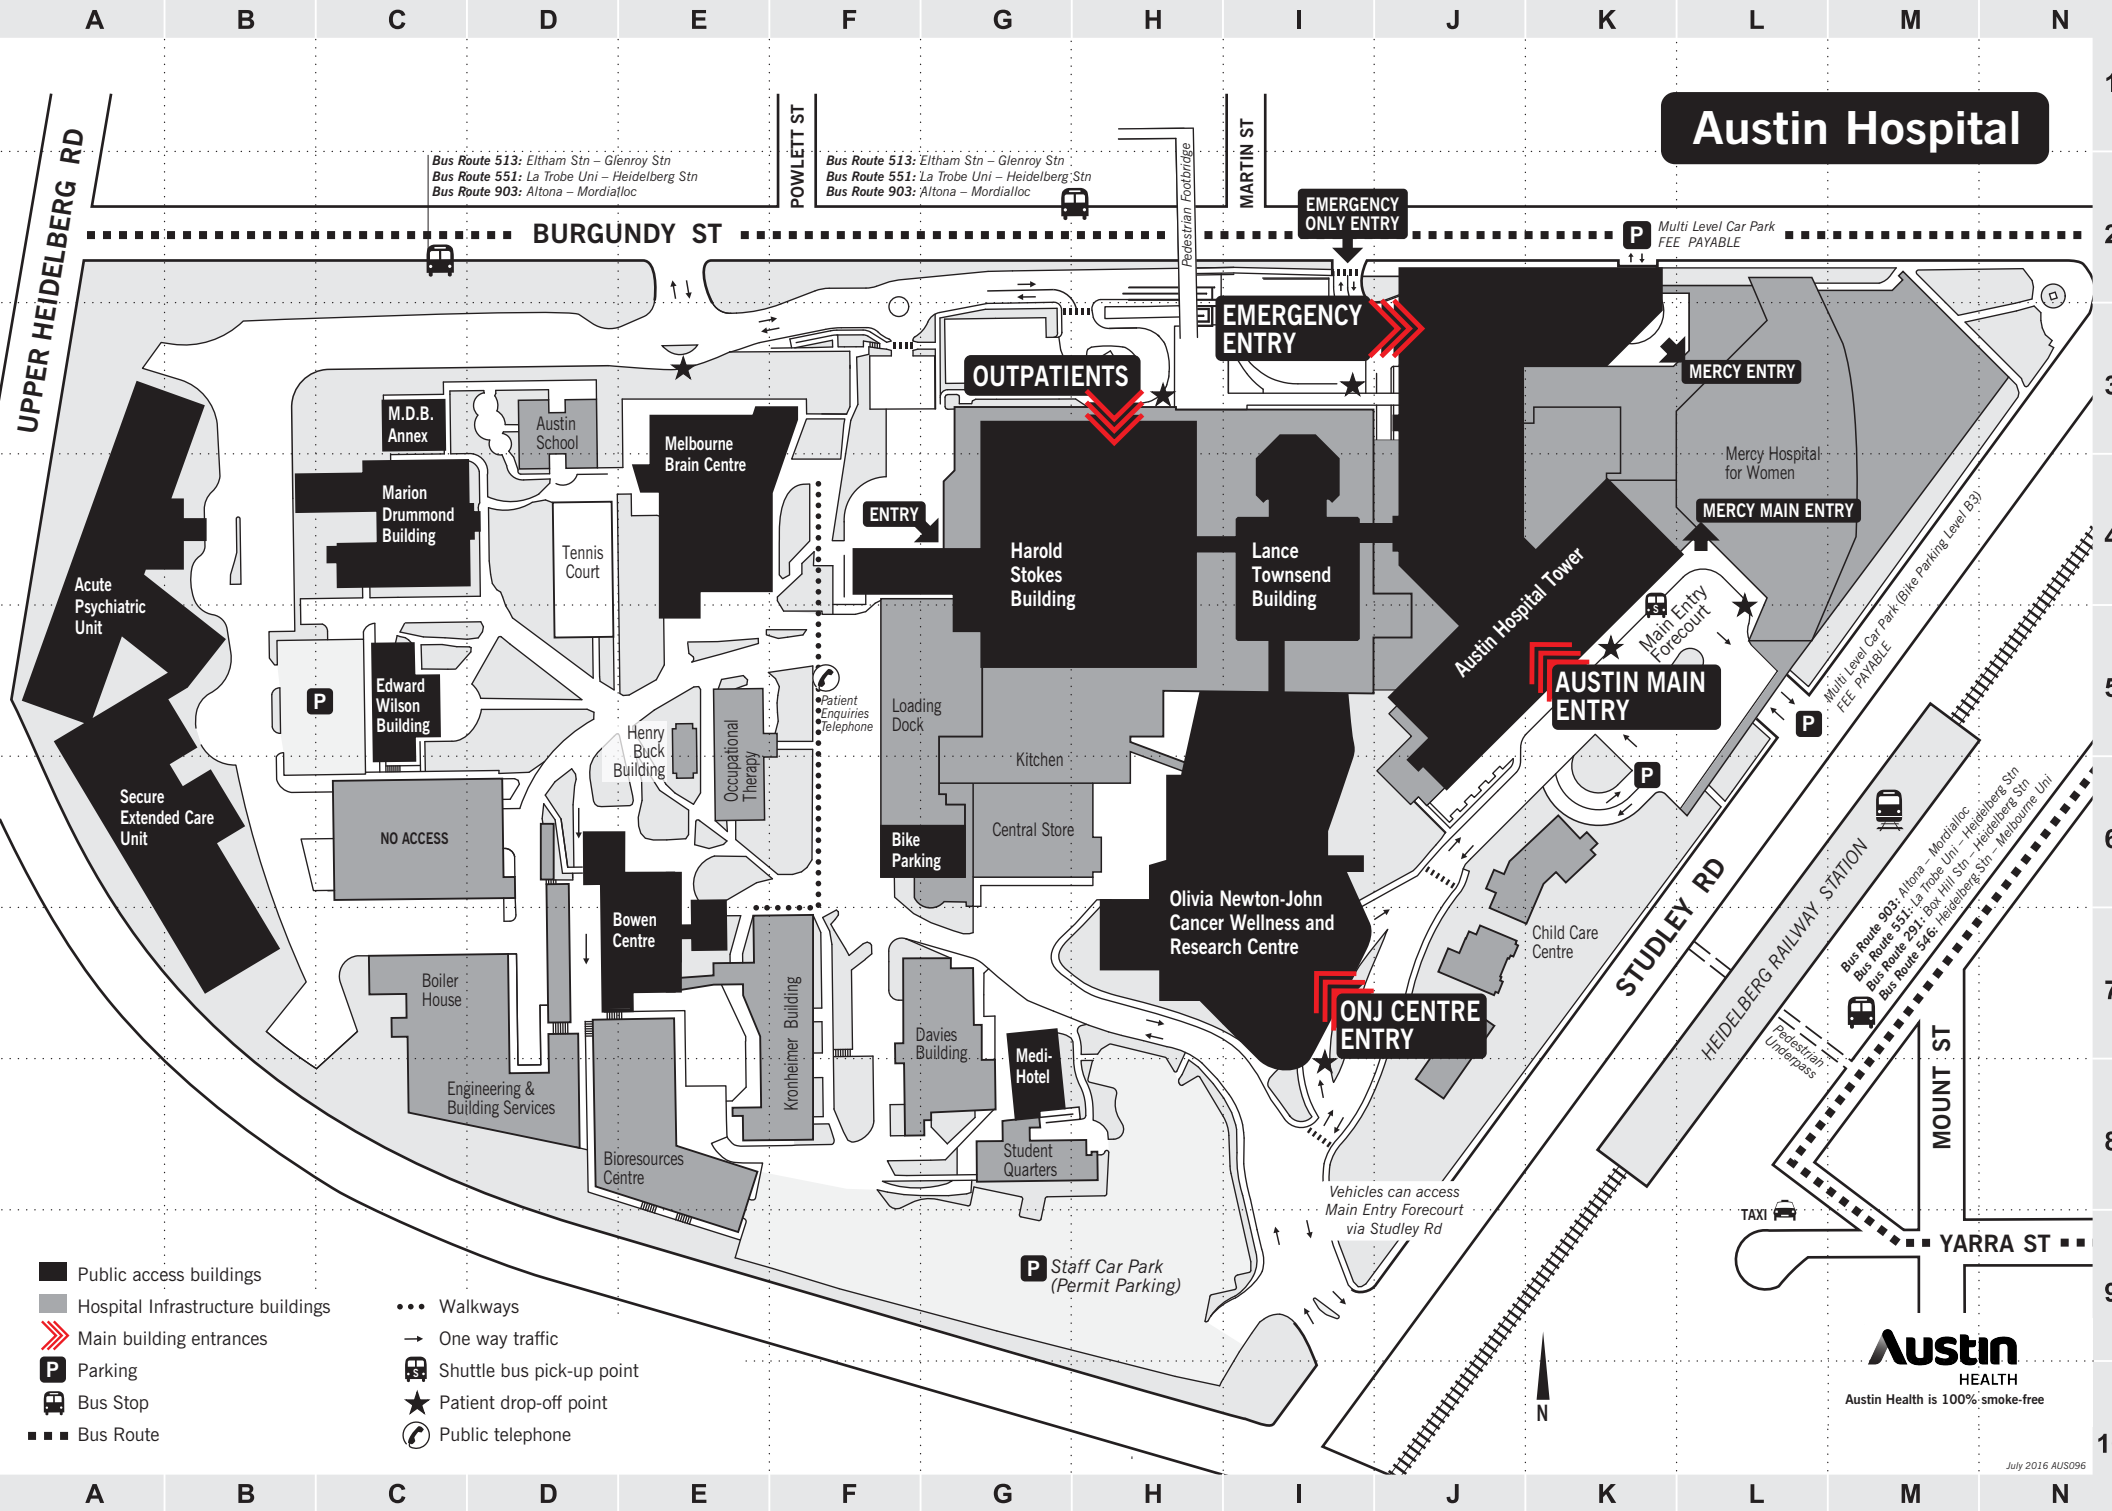 A B C D E F G H I J K L M N
1
Austin Hospital
UPPER HEIDELBERG RD
Bus Route 513: Eltham Stn – Glenroy Stn
Bus Route 551: La Trobe Uni – Heidelberg Stn
Bus Route 903: Altona – Mordialloc
POWLETT ST
Bus Route 513: Eltham Stn – Glenroy Stn
Bus Route 551: La Trobe Uni – Heidelberg Stn
Bus Route 903: Altona – Mordialloc
Pedestrian Footbridge
MARTIN ST
EMERGENCY
ONLY ENTRY
BURGUNDY ST
P
Multi Level Car Park
FEE PAYABLE
2
EMERGENCY
ENTRY
OUTPATIENTS
MERCY ENTRY
3
M.D.B.
Annex
Austin
School
Melbourne
Brain Centre
Mercy Hospital
for Women
Marion
Drummond
Building
ENTRY
MERCY MAIN ENTRY
Tennis
Court
Harold
Stokes
Building
Lance
Townsend
Building
4
Acute
Psychiatric
Unit
Austin Hospital Tower
S
Main Entry
Forecourt
Multi Level Car Park (Bike Parking Level B3)
FEE PAYABLE
P
Edward
Wilson
Building
P
AUSTIN MAIN
ENTRY
5
Patient
Enquiries
Telephone
Loading
Dock
Henry
Buck
Building
Occupational
Therapy
Kitchen
P
Secure
Extended Care
Unit
NO ACCESS
Central Store
Bike
Parking
6
Olivia Newton-John
Cancer Wellness and
Research Centre
Bowen
Centre
Child Care
Centre
STUDLEY RD
HEIDELBERG RAILWAY STATION
Bus Route 903: Altona – Mordialloc
Bus Route 551: La Trobe Uni – Heidelberg Stn
Bus Route 291: Box Hill Stn – Heidelberg Stn
Bus Route 546: Heidelberg Stn – Melbourne Uni
Boiler
House
Kronheimer Building
ONJ CENTRE
ENTRY
7
Davies
Building
Medi-
Hotel
Pedestrian
Underpass
MOUNT ST
Engineering &
Building Services
Bioresources
Centre
Student
Quarters
8
Vehicles can access
Main Entry Forecourt
via Studley Rd
TAXI
YARRA ST
P
Staff Car Park
(Permit Parking)
9
Public access buildings
Hospital Infrastructure buildings
Main building entrances
P
Parking
Bus Stop
Bus Route
Walkways
One way traffic
S
Shuttle bus pick-up point
Patient drop-off point
Public telephone
N
Austin
HEALTH
Austin Health is 100% smoke-free
1
July 2016 AUS096
A B C D E F G H I J K L M N